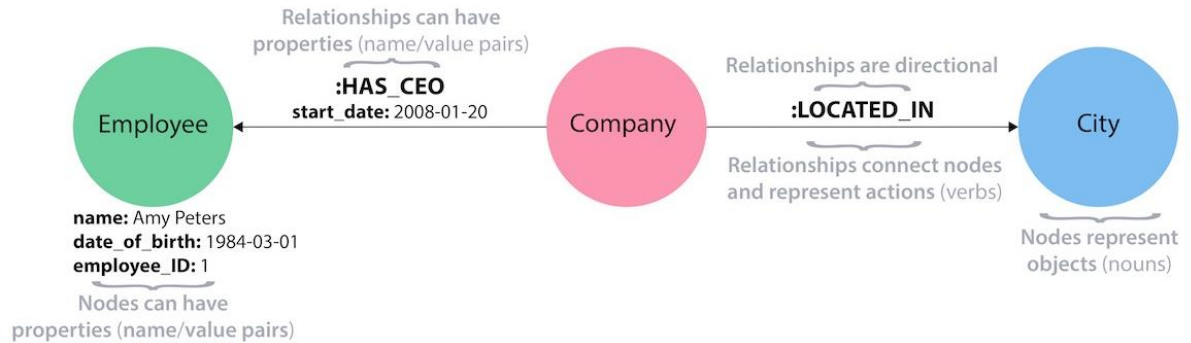 Relationships can have
properties (name/value pairs)
:HAS_CEO
start_date: 2008-01-20
Employee
Company
Relationships are directional
:LOCATED_IN
City
Relationships connect nodes
and represent actions (verbs)
name: Amy Peters
date_of_birth: 1984-03-01
employee_ID: 1
Nodes can have
properties (name/value pairs)
Nodes represent
objects (nouns)